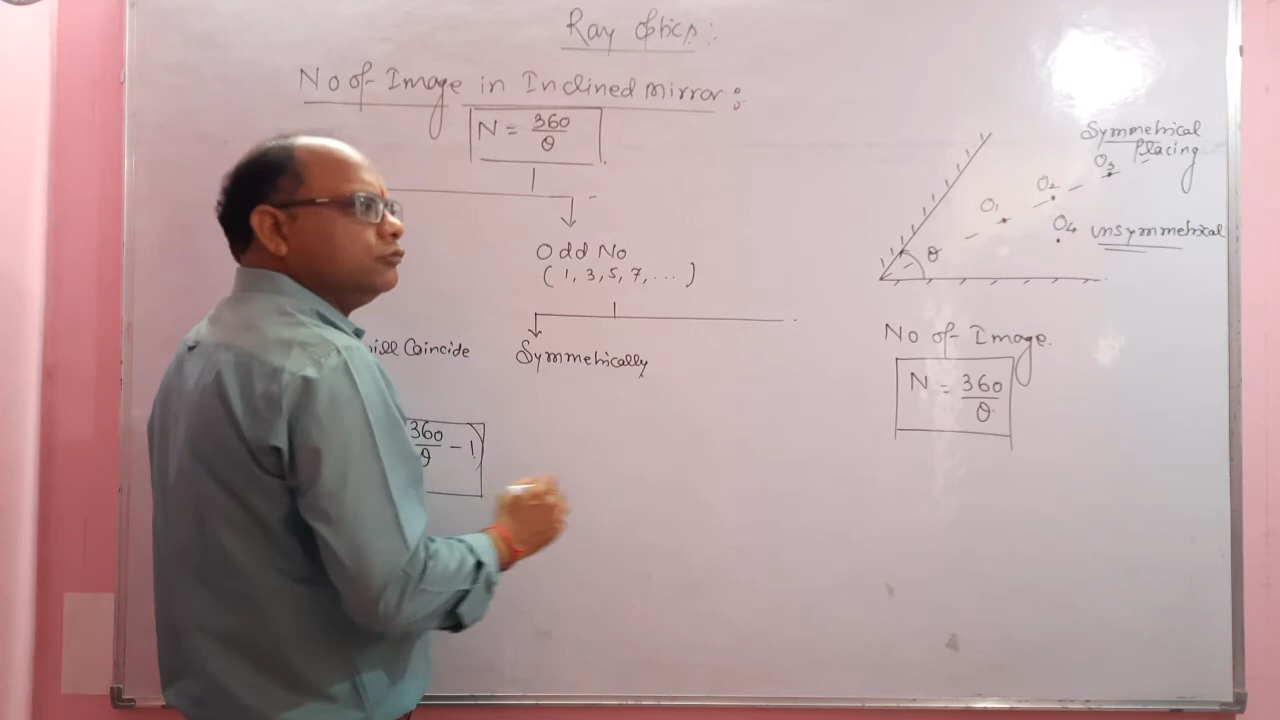 Ray optics:
No of Image in Inclined mirror:
N = 360/θ
Odd No
(1, 3, 5, 7, ...)
will Coincide
Symmetrically
360/θ - 1)
Symmetrical
Placing
O3
O2
O1
O4 unsymmetrical
θ
No of Image.
N = 360/θ